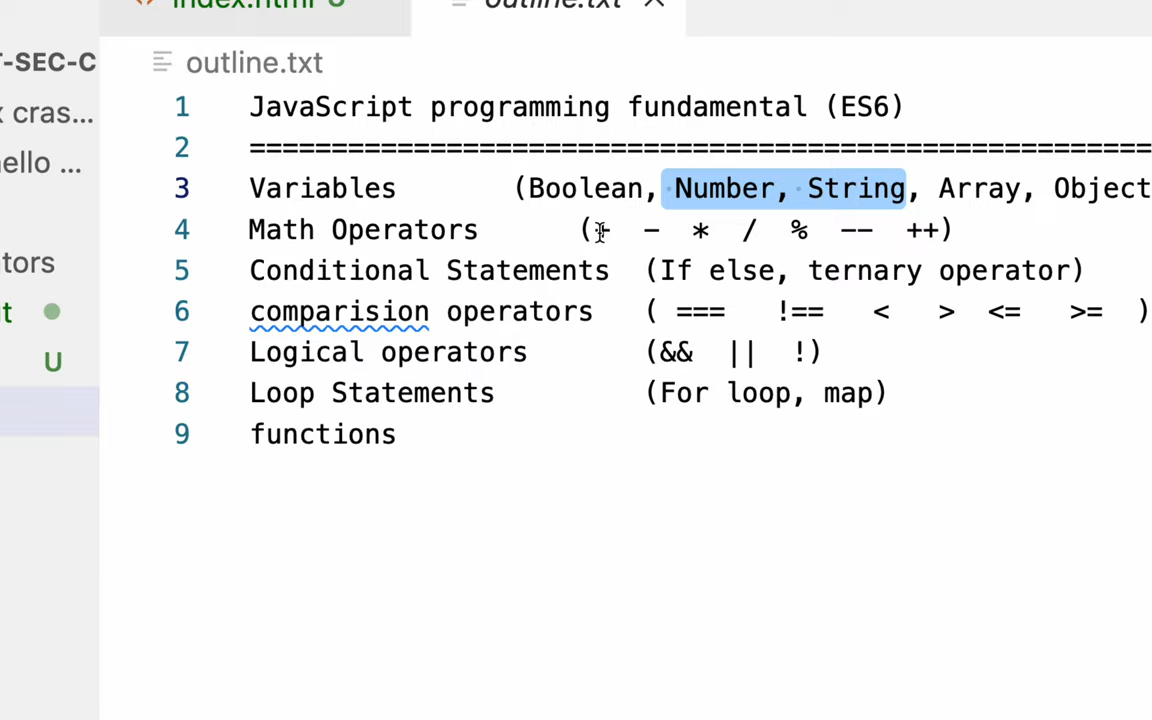 index.html U outline.txt ×
T-SEC-C outline.txt
cras...
ello ...
tors
t
U
1 JavaScript programming fundamental (ES6)
2 =======================================================
3 Variables (Boolean, Number, String, Array, Object
4 Math Operators (+ - * / % -- ++)
5 Conditional Statements (If else, ternary operator)
6 comparision operators ( === !== < > <= >= )
7 Logical operators (&& || !)
8 Loop Statements (For loop, map)
9 functions